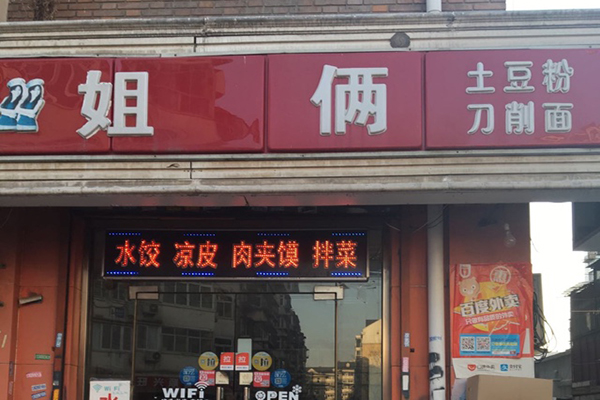 姐俩
土豆粉
刀削面
水饺 凉皮 肉夹馍 拌菜
百度外卖
WIFI
OPEN